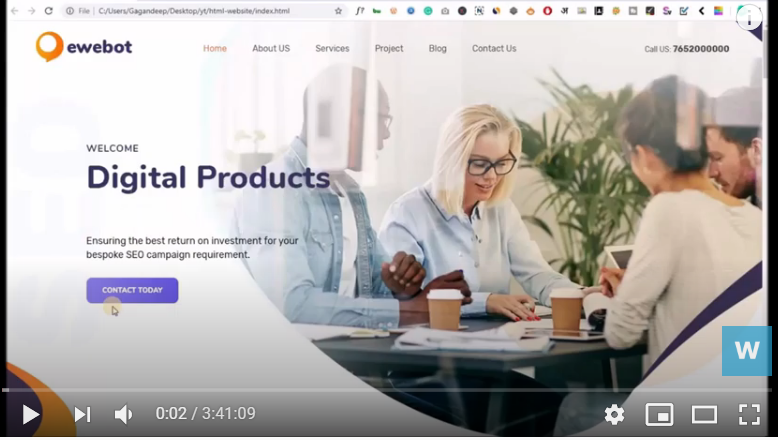 File | C:/Users/Gagandeep/Desktop/yt/html-website/index.html
ewebot
Home About US Services Project Blog Contact Us Call US: 7652000000
WELCOME
Digital Products
Ensuring the best return on investment for your
bespoke SEO campaign requirement.
CONTACT TODAY
W
0:02 / 3:41:09